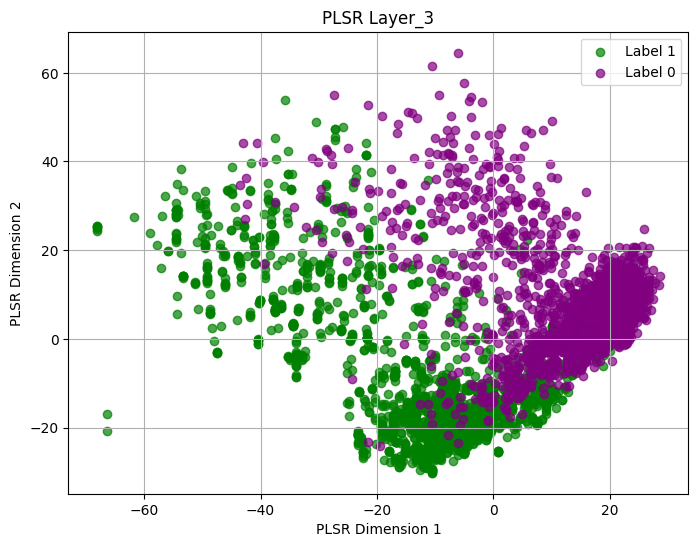 PLSR Layer_3
Label 1
Label 0
60
40
20
0
−20
−60
−40
−20
0
20
PLSR Dimension 1
PLSR Dimension 2